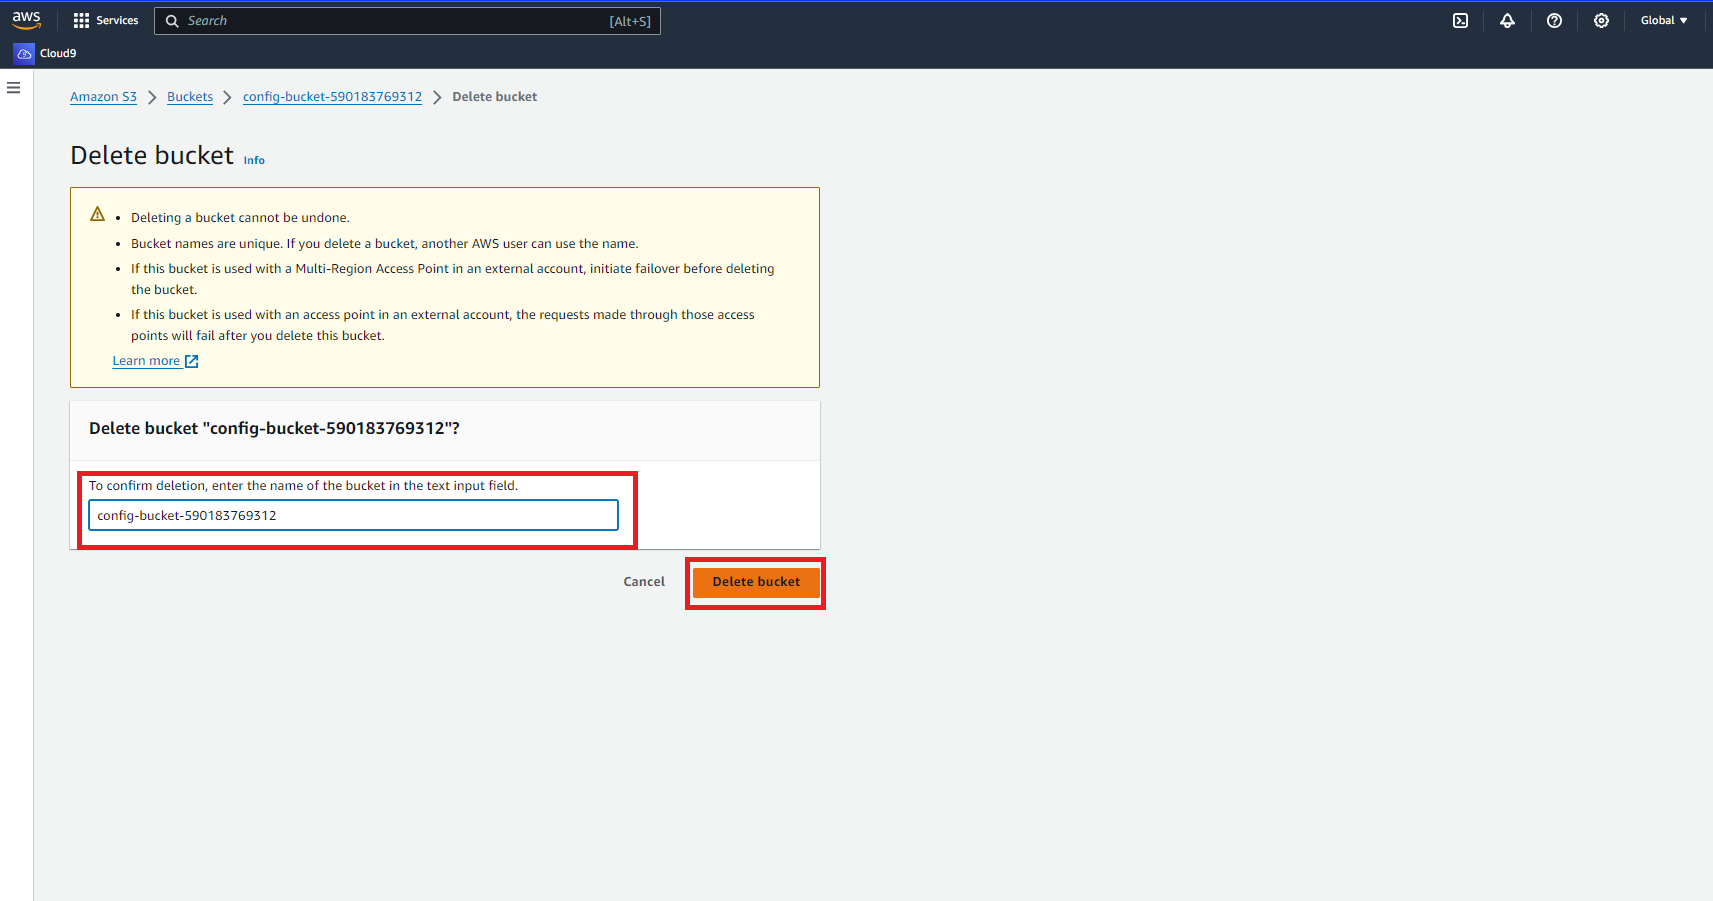 aws
Services
Search
[Alt+S]
Global
Cloud9
Amazon S3
Buckets
config-bucket-590183769312
Delete bucket
Delete bucket
Info
Deleting a bucket cannot be undone.
Bucket names are unique. If you delete a bucket, another AWS user can use the name.
If this bucket is used with a Multi-Region Access Point in an external account, initiate failover before deleting
the bucket.
If this bucket is used with an access point in an external account, the requests made through those access
points will fail after you delete this bucket.
Learn more
Delete bucket "config-bucket-590183769312"?
To confirm deletion, enter the name of the bucket in the text input field.
config-bucket-590183769312
Cancel
Delete bucket